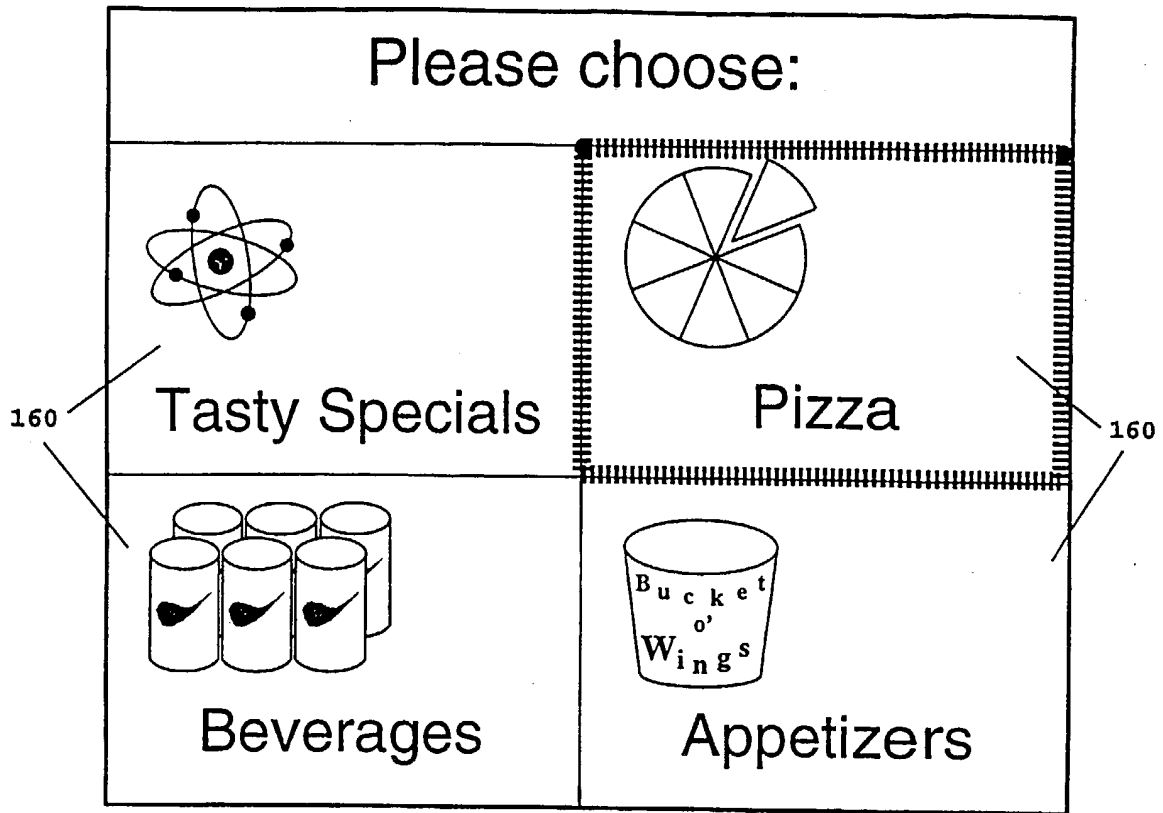 Please choose:
Tasty Specials
Pizza
160
160
Bucket
o'
Wings
Beverages
Appetizers